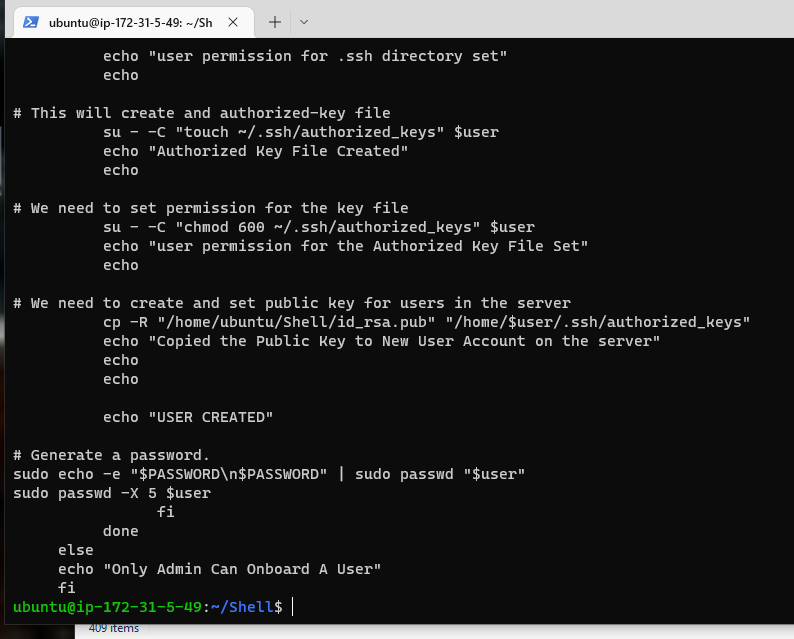 ubuntu@ip-172-31-5-49: ~/Sh
echo "user permission for .ssh directory set"
echo
# This will create and authorized-key file
su - -C "touch ~/.ssh/authorized_keys" $user
echo "Authorized Key File Created"
echo
# We need to set permission for the key file
su - -C "chmod 600 ~/.ssh/authorized_keys" $user
echo "user permission for the Authorized Key File Set"
echo
# We need to create and set public key for users in the server
cp -R "/home/ubuntu/Shell/id_rsa.pub" "/home/$user/.ssh/authorized_keys"
echo "Copied the Public Key to New User Account on the server"
echo
echo
echo "USER CREATED"
# Generate a password.
sudo echo -e "$PASSWORD\n$PASSWORD" | sudo passwd "$user"
sudo passwd -X 5 $user
fi
done
else
echo "Only Admin Can Onboard A User"
fi
ubuntu@ip-172-31-5-49:~/Shell$
409 items